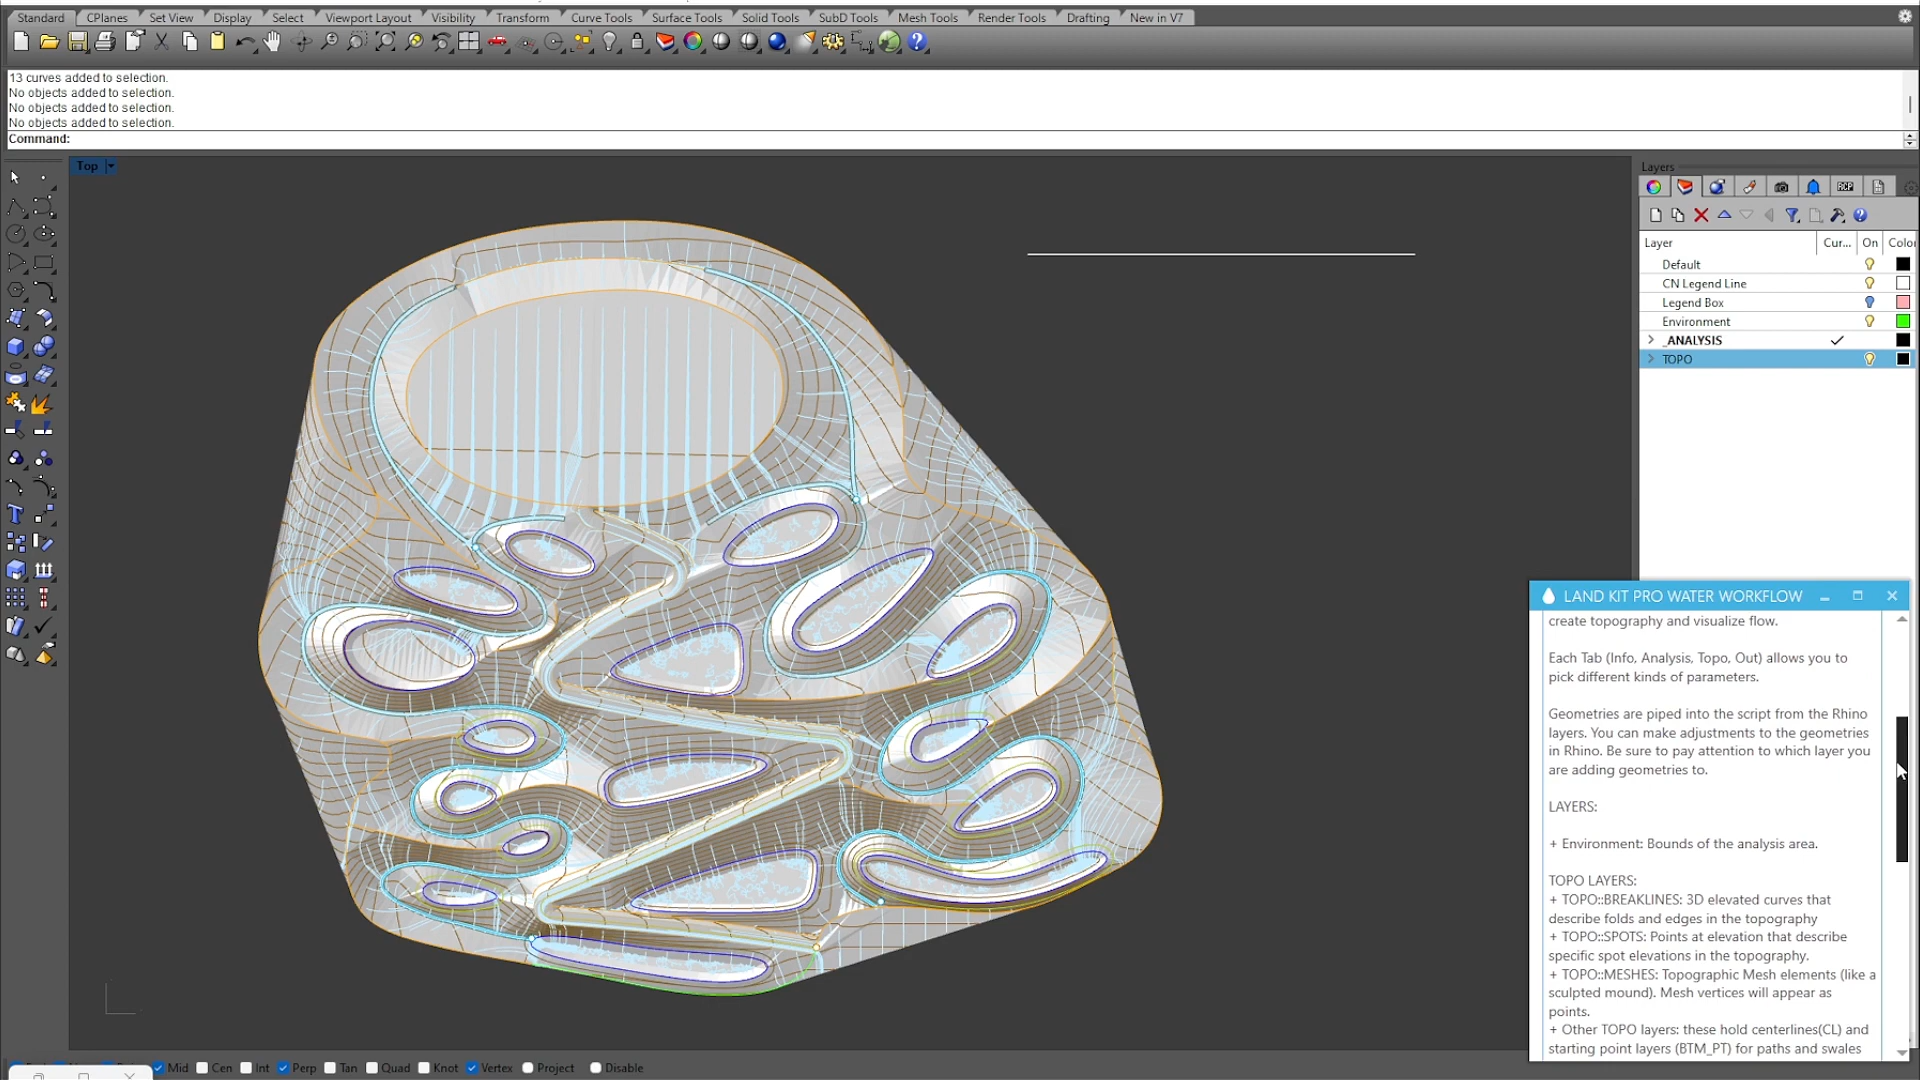 Standard CPlanes Set View Display Select Viewport Layout Visibility Transform Curve Tools Surface Tools Solid Tools SubD Tools Mesh Tools Render Tools Drafting New in V7
13 curves added to selection.
No objects added to selection.
No objects added to selection.
No objects added to selection.
Command:
Top
Layers
Layer Cur... On Colo
Default
CN Legend Line
Legend Box
Environment
_ANALYSIS
TOPO
LAND KIT PRO WATER WORKFLOW
create topography and visualize flow.
Each Tab (Info, Analysis, Topo, Out) allows you to
pick different kinds of parameters.
Geometries are piped into the script from the Rhino
layers. You can make adjustments to the geometries
in Rhino. Be sure to pay attention to which layer you
are adding geometries to.
LAYERS:
+ Environment: Bounds of the analysis area.
TOPO LAYERS:
+ TOPO::BREAKLINES: 3D elevated curves that
describe folds and edges in the topography
+ TOPO::SPOTS: Points at elevation that describe
specific spot elevations in the topography.
+ TOPO::MESHES: Topographic Mesh elements (like a
sculpted mound). Mesh vertices will appear as
points.
+ Other TOPO layers: these hold centerlines(CL) and
starting point layers (BTM_PT) for paths and swales
Mid Cen Int Perp Tan Quad Knot Vertex Project Disable